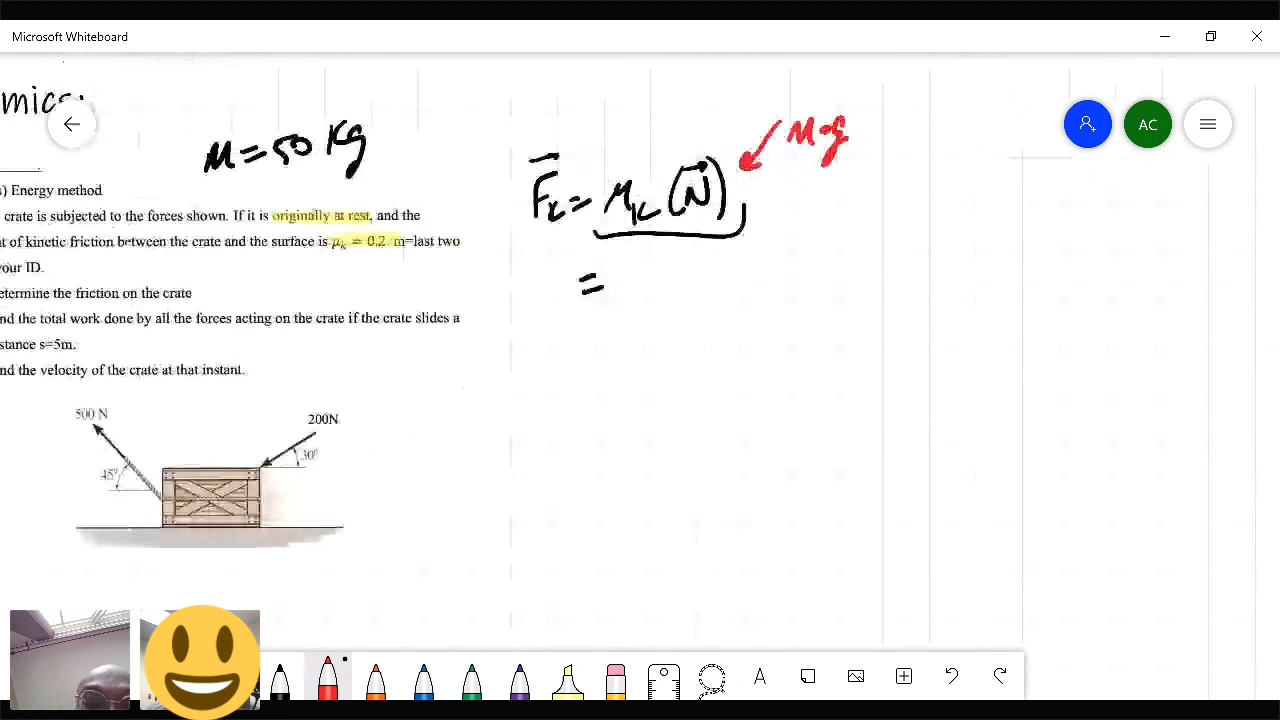 Microsoft Whiteboard
mics:
AC
M = 50 Kg
M·g
F⃗k = μk (N⃗)
=
) Energy method
crate is subjected to the forces shown. If it is originally at rest, and the
t of kinetic friction between the crate and the surface is μk = 0.2. m=last two
our ID.
etermine the friction on the crate
nd the total work done by all the forces acting on the crate if the crate slides a
stance s=5m.
nd the velocity of the crate at that instant.
500 N
200N
45°
30°
A